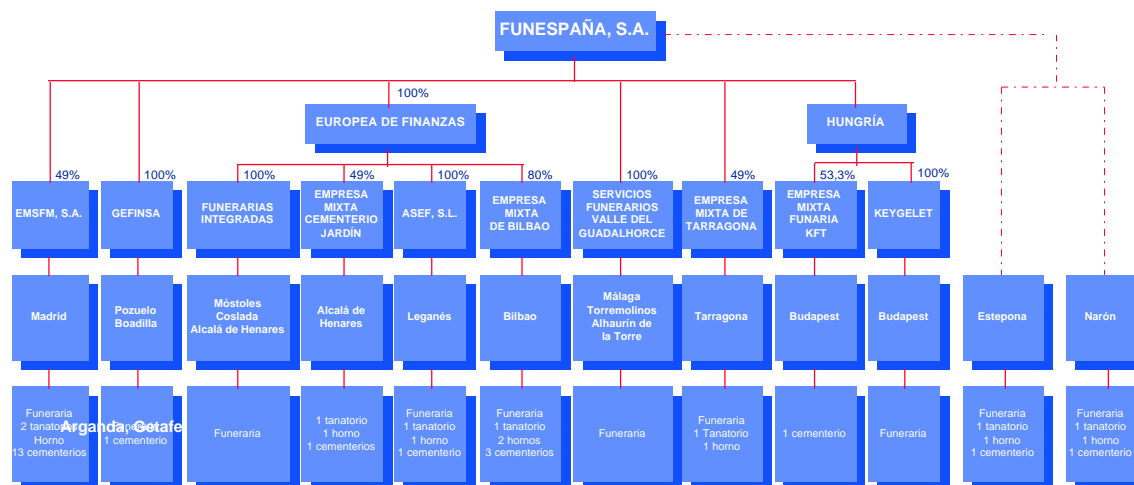 FUNESPAÑA, S.A.
100%
EUROPEA DE FINANZAS
HUNGRÍA
49%
100%
100%
49%
100%
80%
100%
49%
53,3%
100%
EMSFM, S.A.
GEFINSA
FUNERARIAS
INTEGRADAS
EMPRESA
MIXTA
CEMENTERIO
JARDÍN
ASEF, S.L.
EMPRESA
MIXTA
DE BILBAO
SERVICIOS
FUNERARIOS
VALLE DEL
GUADALHORCE
EMPRESA
MIXTA DE
TARRAGONA
EMPRESA
MIXTA
FUNARIA
KFT
KEYGELET
Madrid
Pozuelo
Boadilla
Móstoles
Coslada
Alcalá de Henares
Alcalá de
Henares
Leganés
Bilbao
Málaga
Torremolinos
Alhaurín de
la Torre
Tarragona
Budapest
Budapest
Estepona
Narón
Funeraria
2 tanatorios
Horno
13 cementerios
Arganda, Getafe
1 cementerio
Funeraria
1 tanatorio
1 horno
1 cementerios
Funeraria
1 tanatorio
1 horno
1 cementerio
Funeraria
1 tanatorio
2 hornos
3 cementerios
Funeraria
Funeraria
1 Tanatorio
1 horno
1 cementerio
Funeraria
Funeraria
1 tanatorio
1 horno
1 cementerio
Funeraria
1 tanatorio
1 horno
1 cementerio